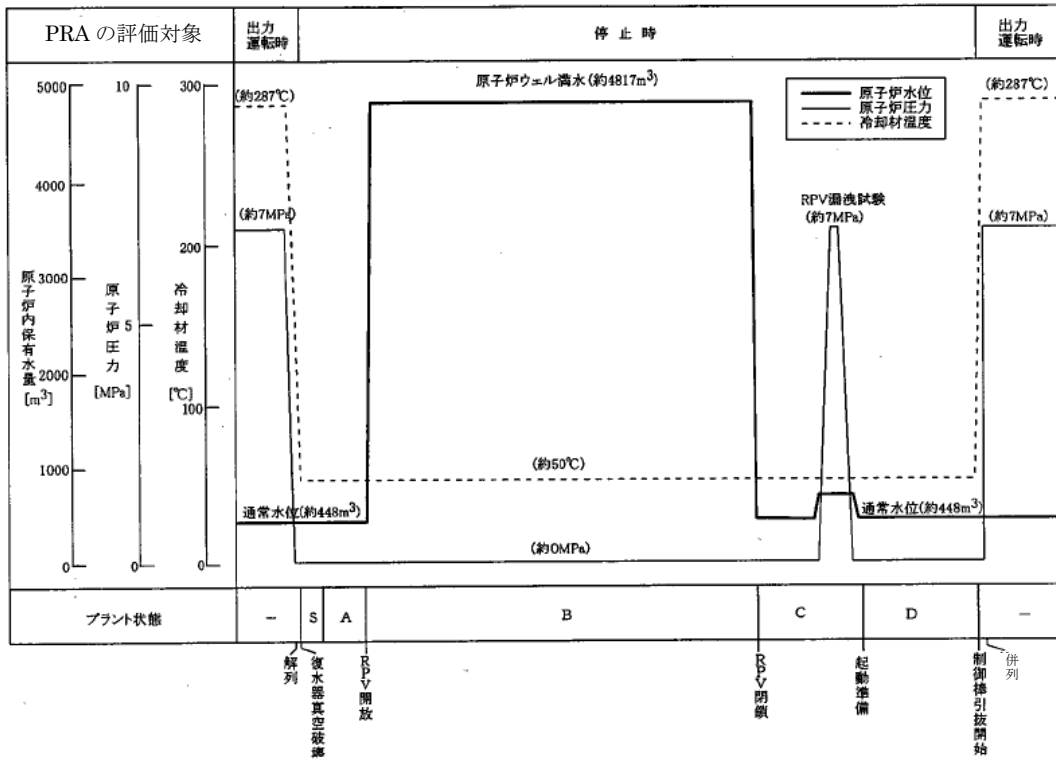 PRA の評価対象
出力
運転時
停止時
出力
運転時
5000
4000
3000
2000
1000
0
原子炉内保有水量
[m³]
10
5
0
原子炉圧力
[MPa]
300
200
100
0
冷却材温度
[℃]
(約287℃)
(約7MPa)
通常水位(約448m³)
原子炉ウェル満水(約4817m³)
(約50℃)
(約0MPa)
原子炉水位
原子炉圧力
冷却材温度
RPV漏洩試験
(約7MPa)
(約287℃)
(約7MPa)
通常水位(約448m³)
プラント状態
－
S
A
B
C
D
－
解列
復水器真空破壊
RPV開放
RPV閉鎖
起動準備
制御棒引抜開始
併列